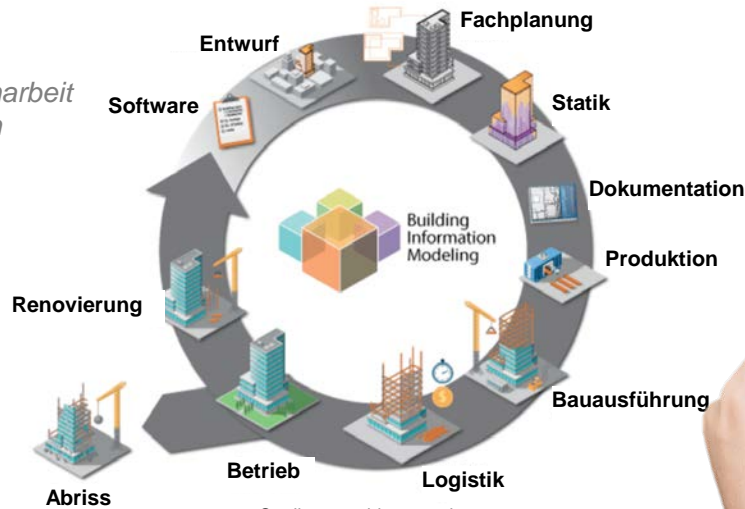 Fachplanung
Entwurf
Software
Statik
Dokumentation
Building
Information
Modeling
Produktion
Renovierung
Bauausführung
Betrieb
Logistik
Abriss